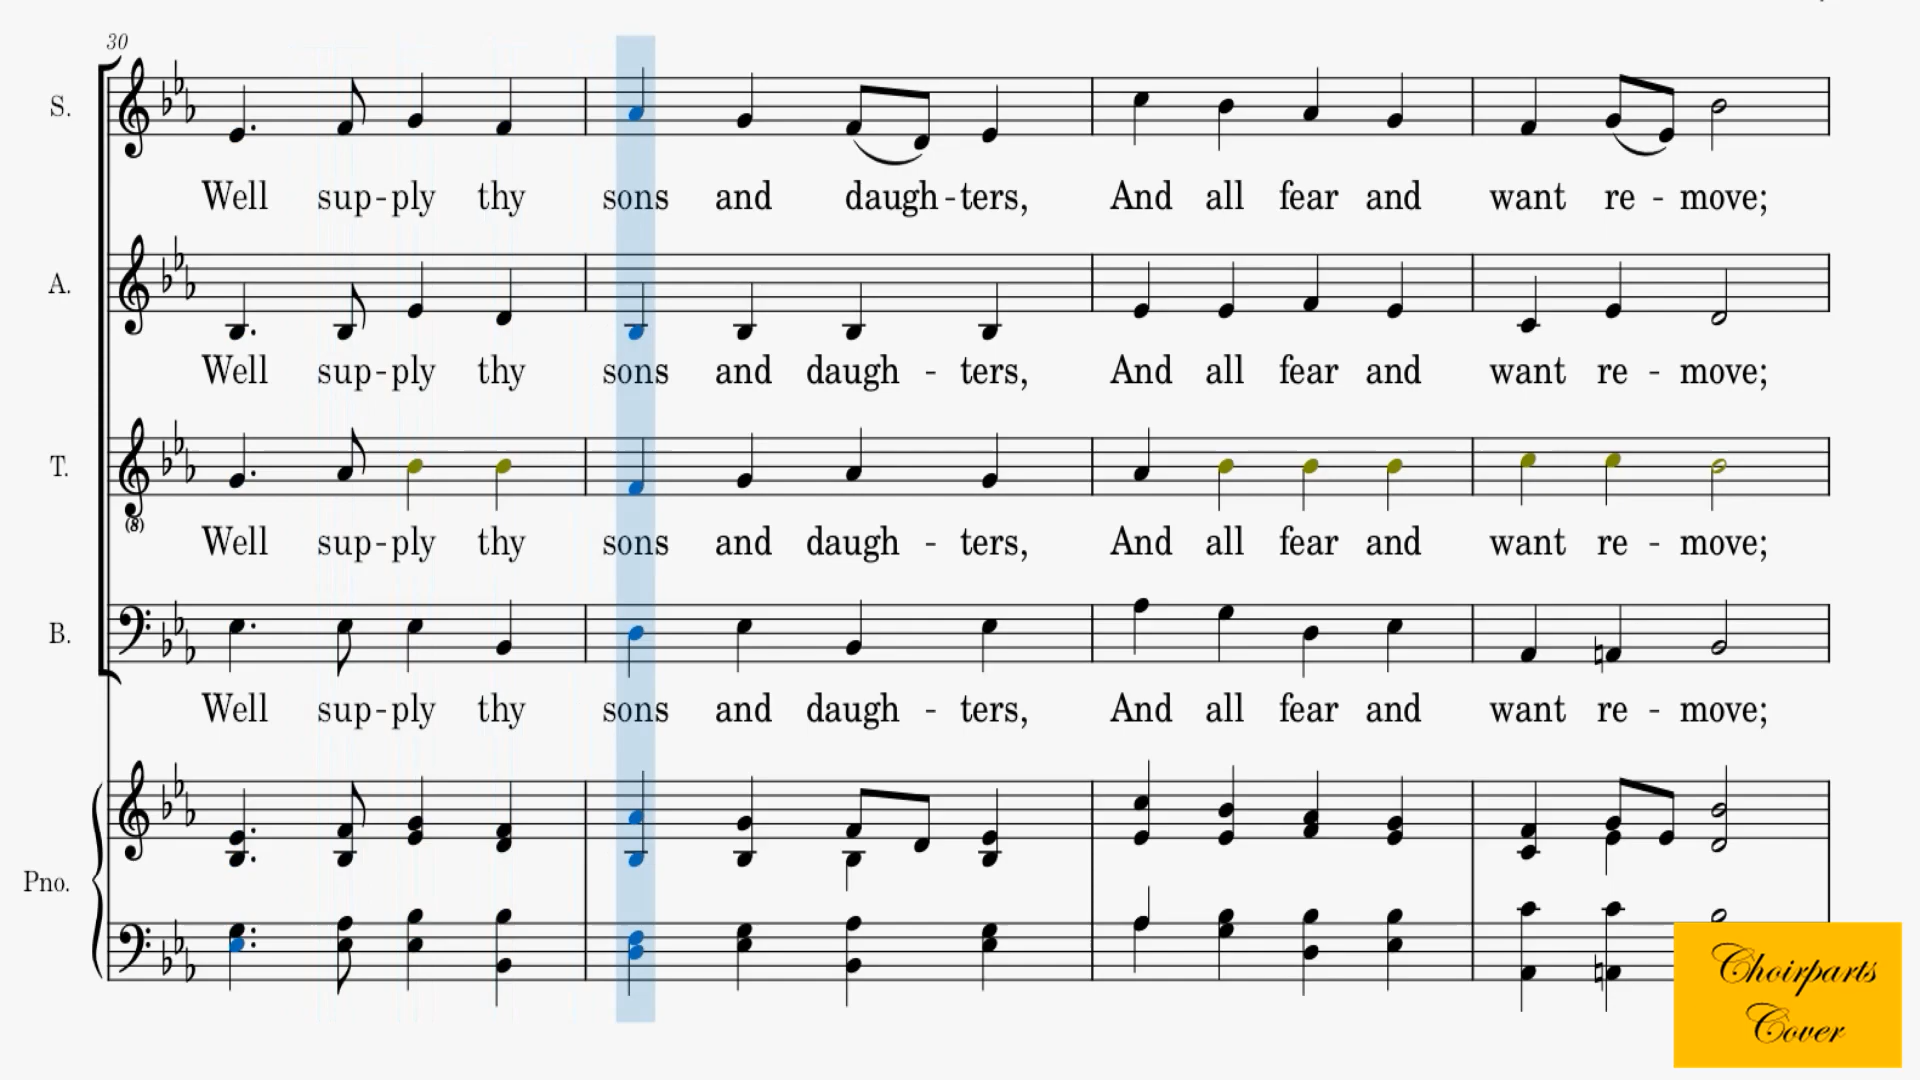 30
S.
Well sup-ply thy sons and daugh-ters, And all fear and want re - move;
A.
Well sup-ply thy sons and daugh - ters, And all fear and want re - move;
T.
(8)
Well sup-ply thy sons and daugh - ters, And all fear and want re - move;
B.
Well sup-ply thy sons and daugh - ters, And all fear and want re - move;
Pno.
Choirparts
Cover